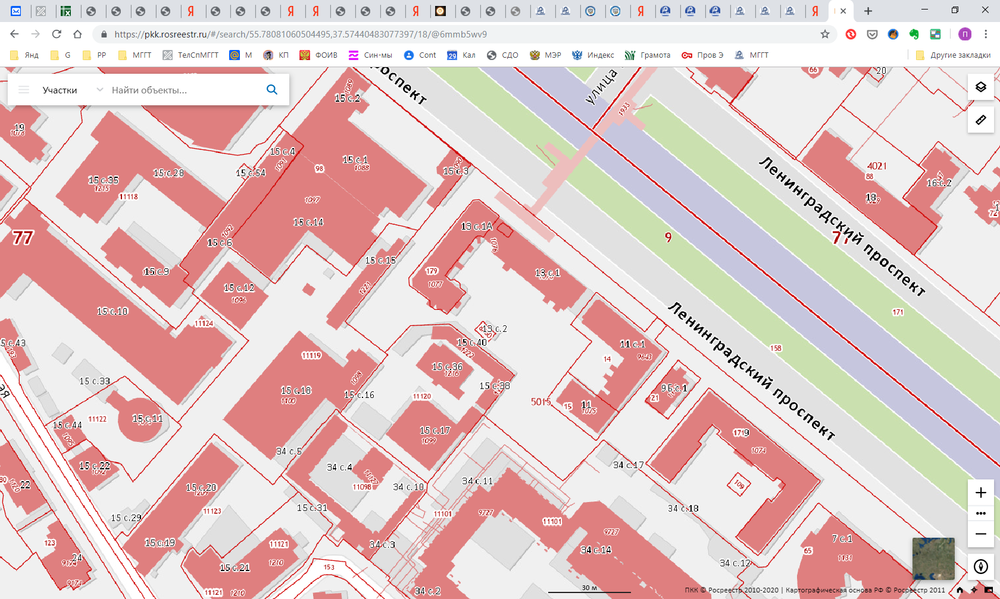 https://pkk.rosreestr.ru/#/search/55.78081060504495,37.57440483077397/18/@6mmb5wv9
Янд
G
РР
МГГТ
ТелСпМГГТ
М
КП
ФОИВ
Син-мы
Cont
29
Кал
СДО
МЭР
Индекс
Грамота
Пров Э
МГГТ
Другие закладки
Участки
Найти объекты...
проспект
улица
20
66
1089
15 с.2
1933
19
1078
15 с.4
1091
15 с.1
1088
98
15 с.54
15 с.28
15 с.35
1215
11118
1090
15 с.3
Ленинградский проспект
4021
88
18
1029
16 с.2
1097
15 с.14
77
1092
15 с.6
13 с.1А
1076
9
15 с.15
15 с.9
13 с.1
179
1077
15 с.12
1096
1221
15 с.10
11124
171
Ленинградский проспект
13 с.2
15 с.40
1222
11 с.1
9643
14
158
15 с.43
1193
11119
15 с.36
1216
1098
15 с.33
15 с.18
1100
15 с.16
15 с.38
11120
9Б с.1
21
5015
15
11
1075
11122
15 с.11
15 с.44
1095
15 с.17
1099
1719
1074
34 с.5
34 с.4
11127
11098
34 с.10
34 с.11
34 с.17
109
15 с.22
1092
22
1120
80
15 с.20
1209
11123
15 с.31
15 с.29
11101
9727
11101
34 с.18
9727
123
24
9174
9174
15 с.19
11121
1210
15 с.21
34 с.3
34 с.14
34 с.12
7 с.1
65
1131
153
11121
1210
34 с.2
30 м
ПКК © Росреестр 2010-2020 | Картографическая основа РФ © Росреестр 2011